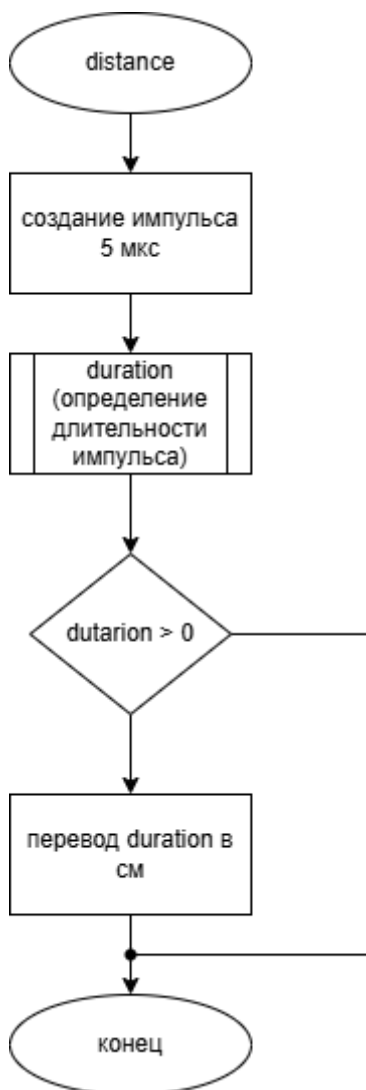 distance
создание импульса
5 мкс
duration
(определение
длительности
импульса)
dutarion > 0
перевод duration в
см
конец